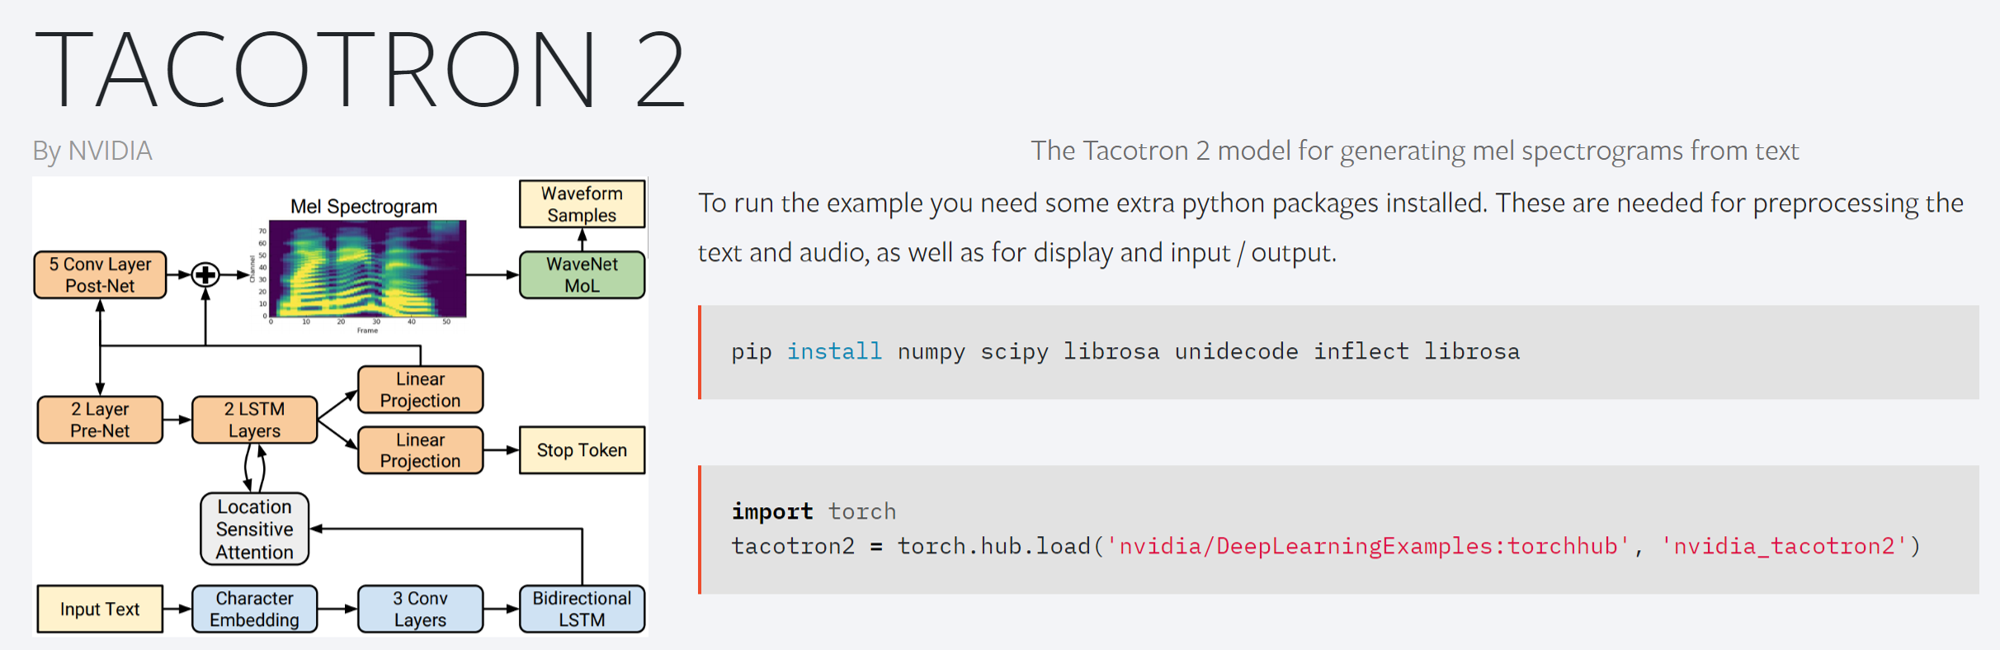 TACOTRON 2
By NVIDIA
The Tacotron 2 model for generating mel spectrograms from text
Mel Spectrogram
Waveform
Samples
5 Conv Layer
Post-Net
70
60
50
40
30
20
10
0
Channel
0 10 20 30 40 50
Frame
WaveNet
MoL
Linear
Projection
2 Layer
Pre-Net
2 LSTM
Layers
Linear
Projection
Stop Token
Location
Sensitive
Attention
Input Text
Character
Embedding
3 Conv
Layers
Bidirectional
LSTM
To run the example you need some extra python packages installed. These are needed for preprocessing the
text and audio, as well as for display and input / output.
pip install numpy scipy librosa unidecode inflect librosa
import torch
tacotron2 = torch.hub.load('nvidia/DeepLearningExamples:torchhub', 'nvidia_tacotron2')